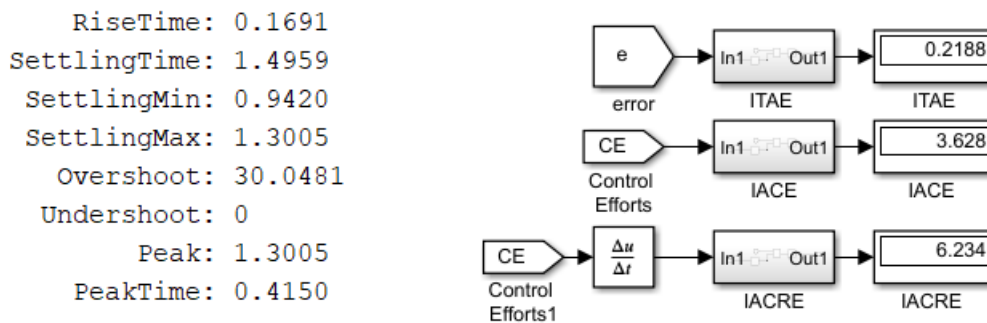 RiseTime: 0.1691
SettlingTime: 1.4959
SettlingMin: 0.9420
SettlingMax: 1.3005
Overshoot: 30.0481
Undershoot: 0
Peak: 1.3005
PeakTime: 0.4150
e
error
In1 Out1
ITAE
0.2188
ITAE
CE
Control
Efforts
In1 Out1
IACE
3.628
IACE
CE
Control
Efforts1
Δu
Δt
In1 Out1
IACRE
6.234
IACRE